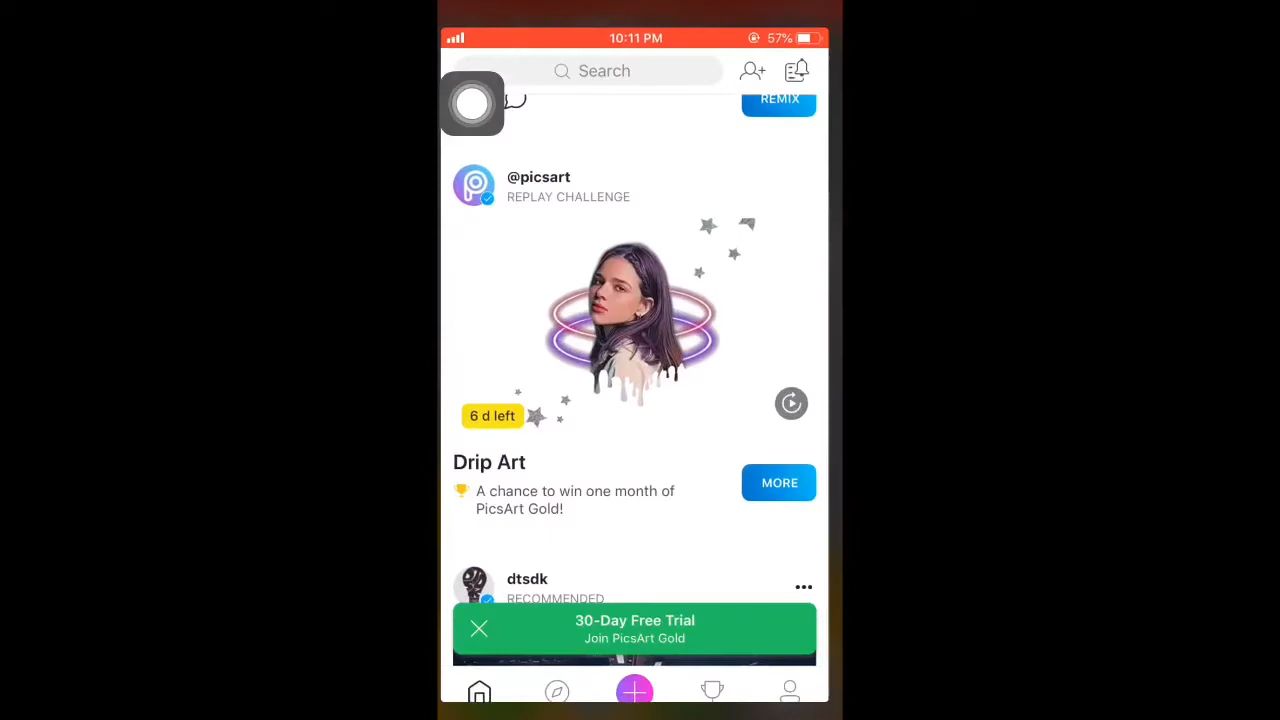 10:11 PM
57%
Search
REMIX
@picsart
REPLAY CHALLENGE
6 d left
Drip Art
MORE
A chance to win one month of
PicsArt Gold!
dtsdk
RECOMMENDED
30-Day Free Trial
Join PicsArt Gold